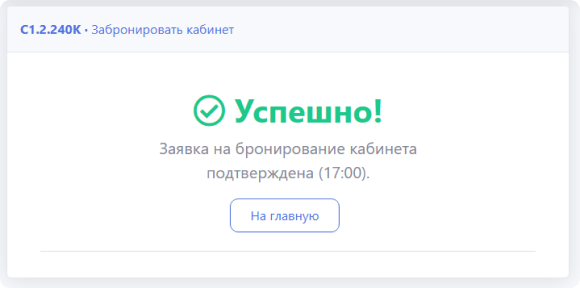 C1.2.240K • Забронировать кабинет
Успешно!
Заявка на бронирование кабинета
подтверждена (17:00).
На главную